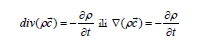 div(ρc̄) = −∂ρ/∂t ili ∇(ρc̄) = −∂ρ/∂t